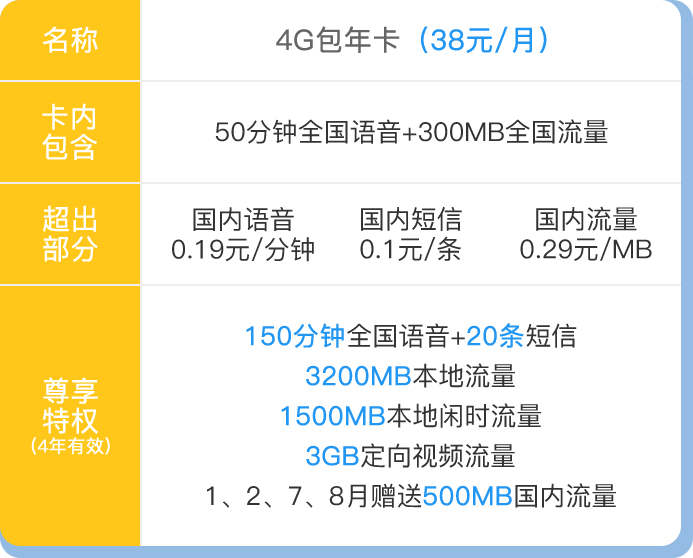 名称
4G包年卡（38元/月）
卡内
包含
50分钟全国语音+300MB全国流量
超出
部分
国内语音
0.19元/分钟
国内短信
0.1元/条
国内流量
0.29元/MB
尊享
特权
(4年有效)
150分钟全国语音+20条短信
3200MB本地流量
1500MB本地闲时流量
3GB定向视频流量
1、2、7、8月赠送500MB国内流量